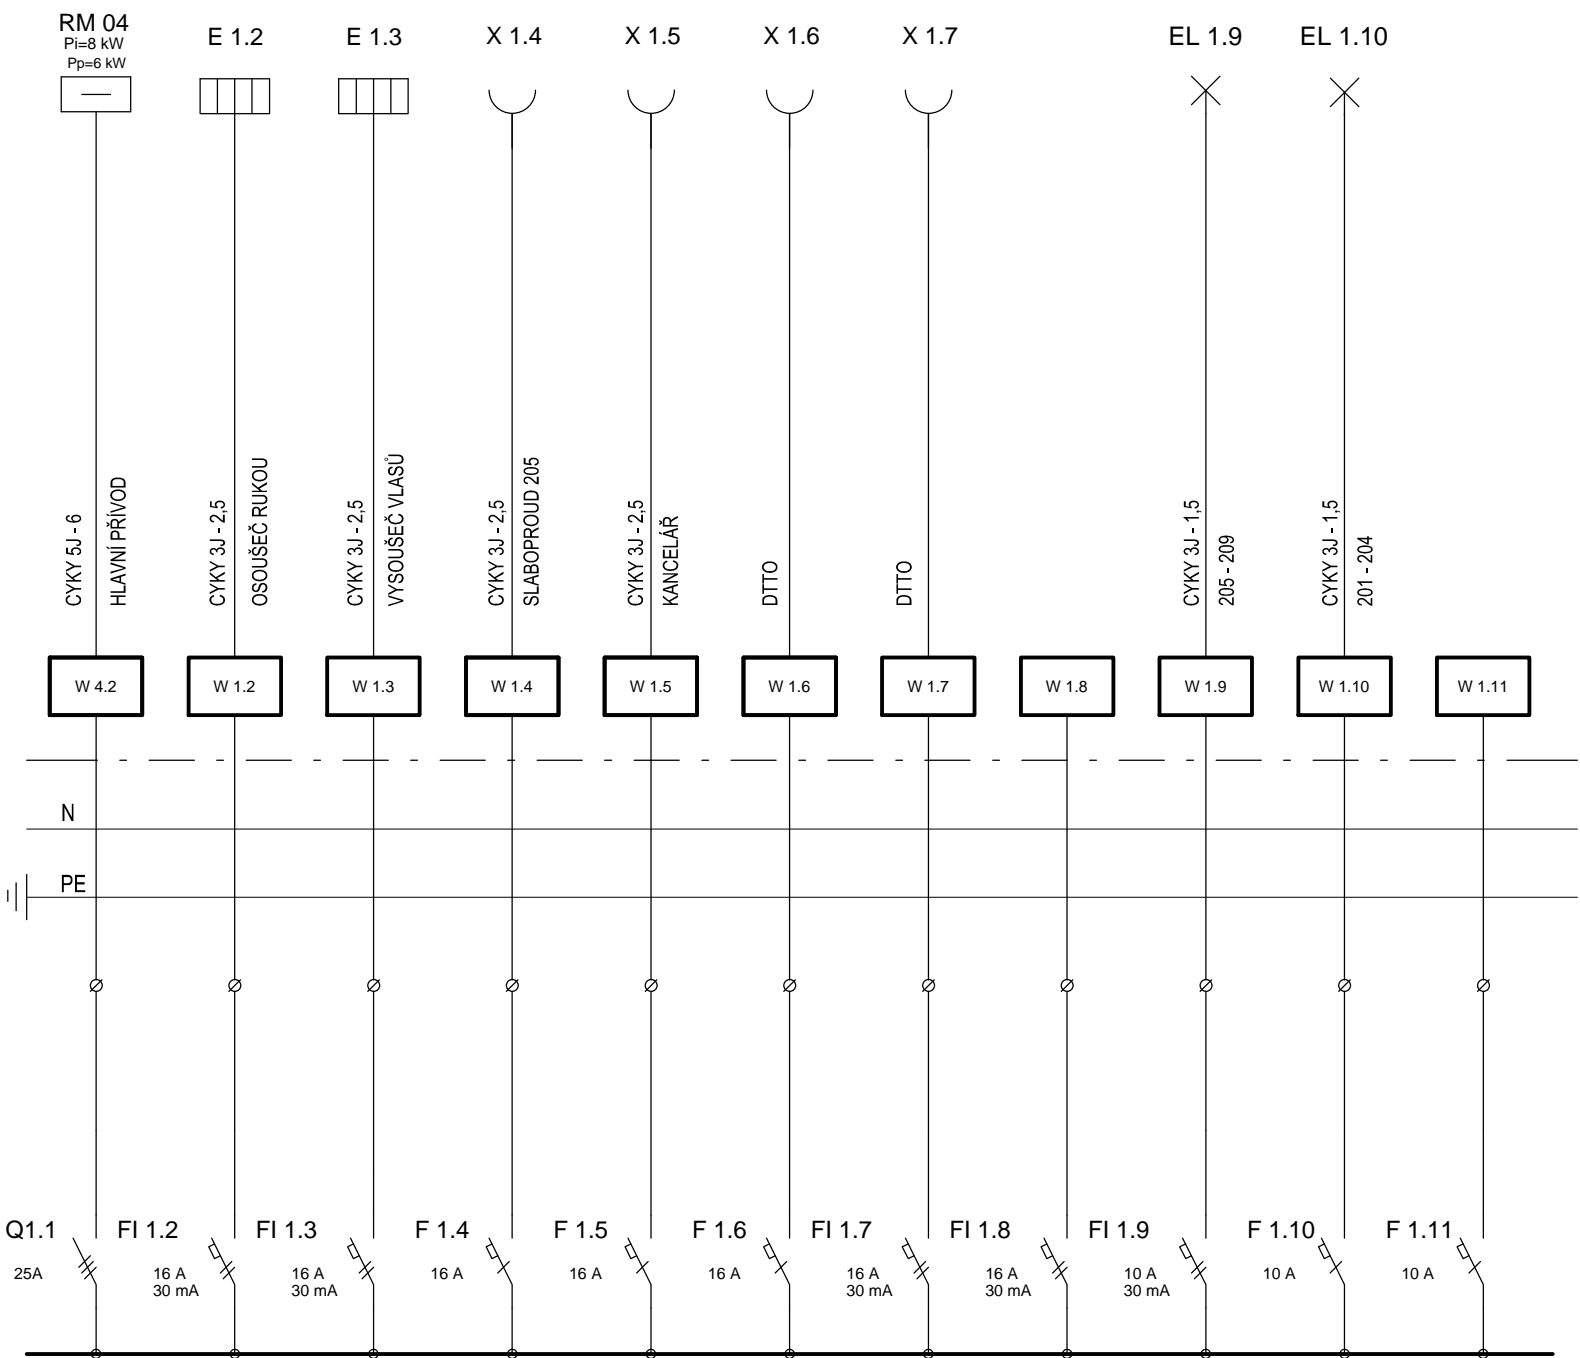 RM 04
Pi=8 kW
Pp=6 kW
E 1.2
E 1.3
X 1.4
X 1.5
X 1.6
X 1.7
EL 1.9
EL 1.10
CYKY 5J - 6
HLAVNÍ PŘÍVOD
CYKY 3J - 2,5
OSOUŠEČ RUKOU
CYKY 3J - 2,5
VYSOUŠEČ VLASŮ
CYKY 3J - 2,5
SLABOPROUD 205
CYKY 3J - 2,5
KANCELÁŘ
DTTO
DTTO
CYKY 3J - 1,5
205 - 209
CYKY 3J - 1,5
201 - 204
W 4.2
W 1.2
W 1.3
W 1.4
W 1.5
W 1.6
W 1.7
W 1.8
W 1.9
W 1.10
W 1.11
N
PE
Q1.1
25A
FI 1.2
16 A
30 mA
FI 1.3
16 A
30 mA
F 1.4
16 A
F 1.5
16 A
F 1.6
16 A
FI 1.7
16 A
30 mA
FI 1.8
16 A
30 mA
FI 1.9
10 A
30 mA
F 1.10
10 A
F 1.11
10 A